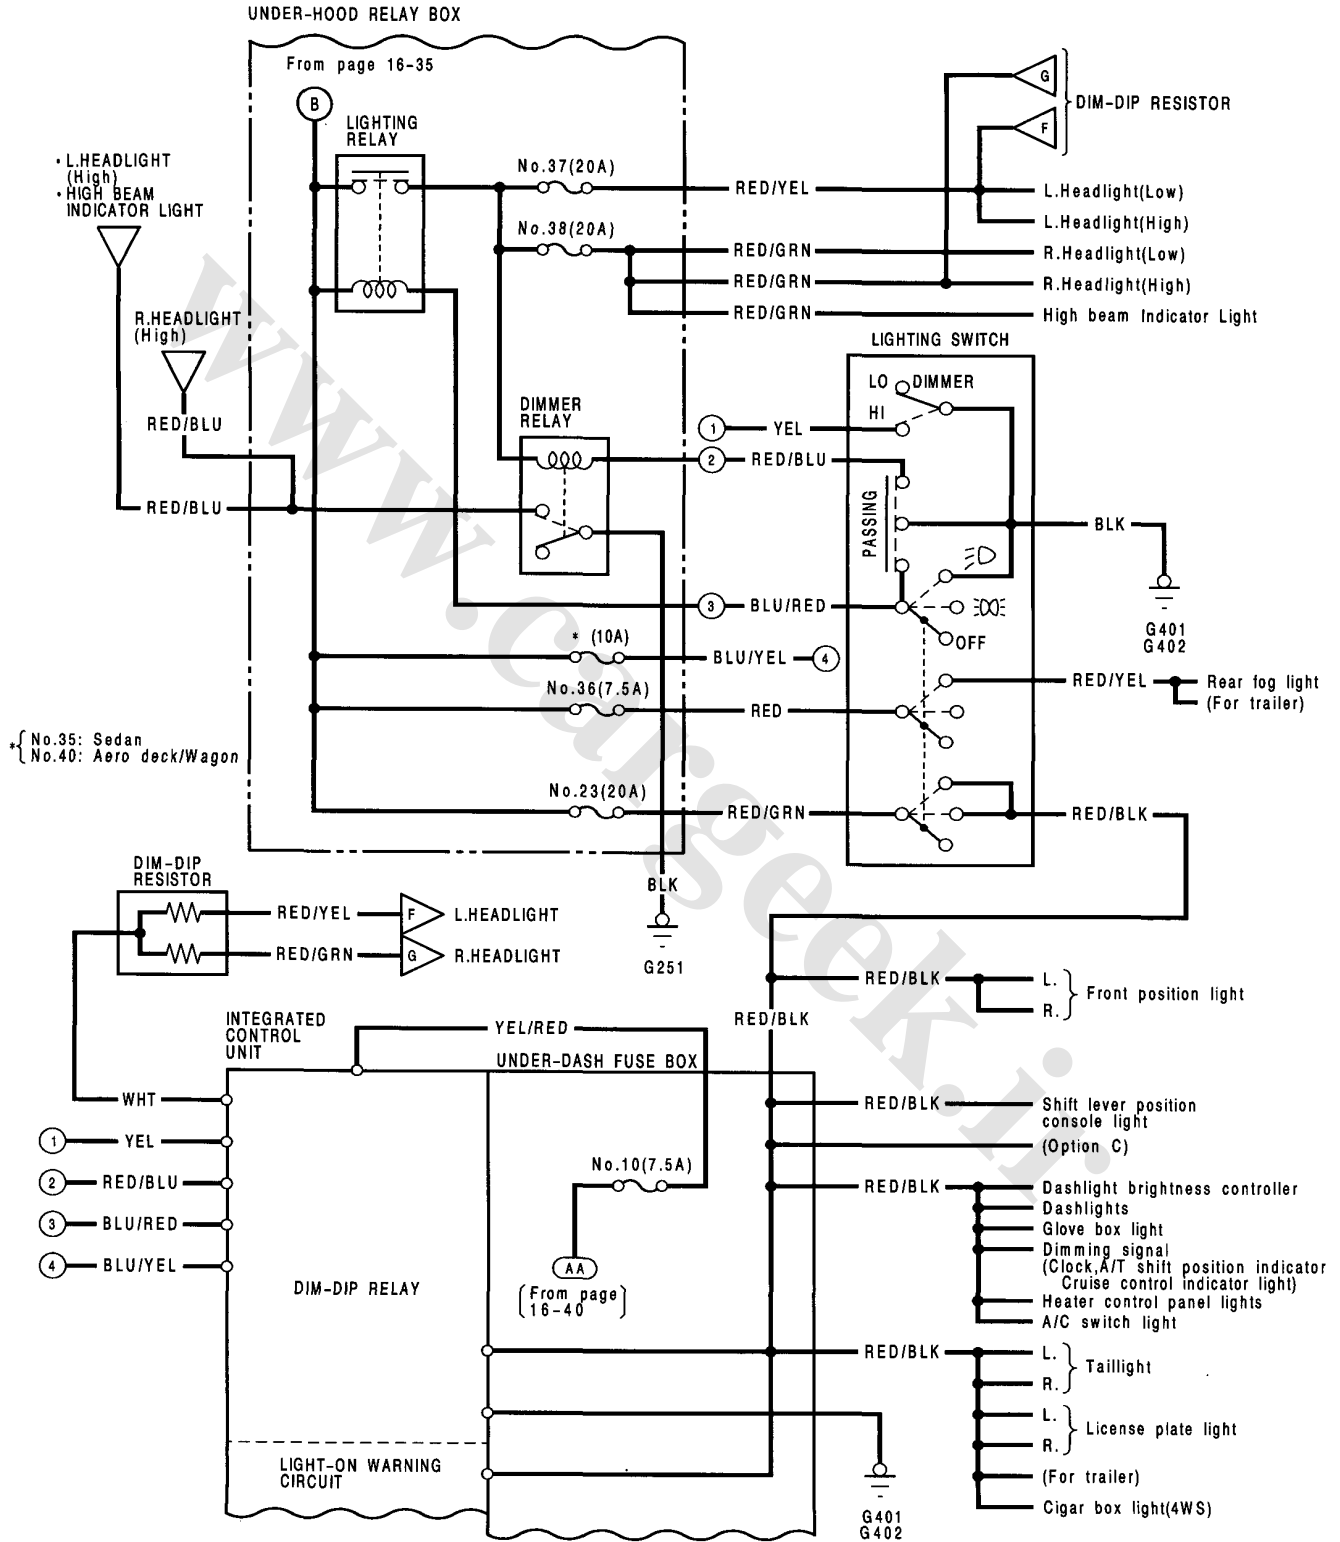 UNDER-HOOD RELAY BOX
From page 16-35
B
LIGHTING
RELAY
G
F
DIM-DIP RESISTOR
• L.HEADLIGHT
(High)
• HIGH BEAM
INDICATOR LIGHT
No.37(20A)
RED/YEL
L.Headlight(Low)
L.Headlight(High)
No.38(20A)
RED/GRN
R.Headlight(Low)
RED/GRN
R.Headlight(High)
RED/GRN
High beam Indicator Light
R.HEADLIGHT
(High)
RED/BLU
RED/BLU
LIGHTING SWITCH
LO
DIMMER
HI
DIMMER
RELAY
1
YEL
2
RED/BLU
PASSING
BLK
G401
G402
3
BLU/RED
OFF
* (10A)
BLU/YEL
4
No.36(7.5A)
RED
RED/YEL
Rear fog light
(For trailer)
*{ No.35: Sedan
No.40: Aero deck/Wagon
No.23(20A)
RED/GRN
RED/BLK
BLK
G251
DIM-DIP
RESISTOR
RED/YEL
F
L.HEADLIGHT
RED/GRN
G
R.HEADLIGHT
RED/BLK
L.
R.
Front position light
RED/BLK
INTEGRATED
CONTROL
UNIT
YEL/RED
UNDER-DASH FUSE BOX
WHT
1
YEL
2
RED/BLU
3
BLU/RED
4
BLU/YEL
DIM-DIP RELAY
No.10(7.5A)
AA
(From page
16-40)
RED/BLK
Shift lever position
console light
(Option C)
RED/BLK
Dashlight brightness controller
Dashlights
Glove box light
Dimming signal
(Clock,A/T shift position indicator
Cruise control indicator light)
Heater control panel lights
A/C switch light
RED/BLK
L.
R.
Taillight
L.
R.
License plate light
(For trailer)
Cigar box light(4WS)
LIGHT-ON WARNING
CIRCUIT
G401
G402
www.cargeek.ir